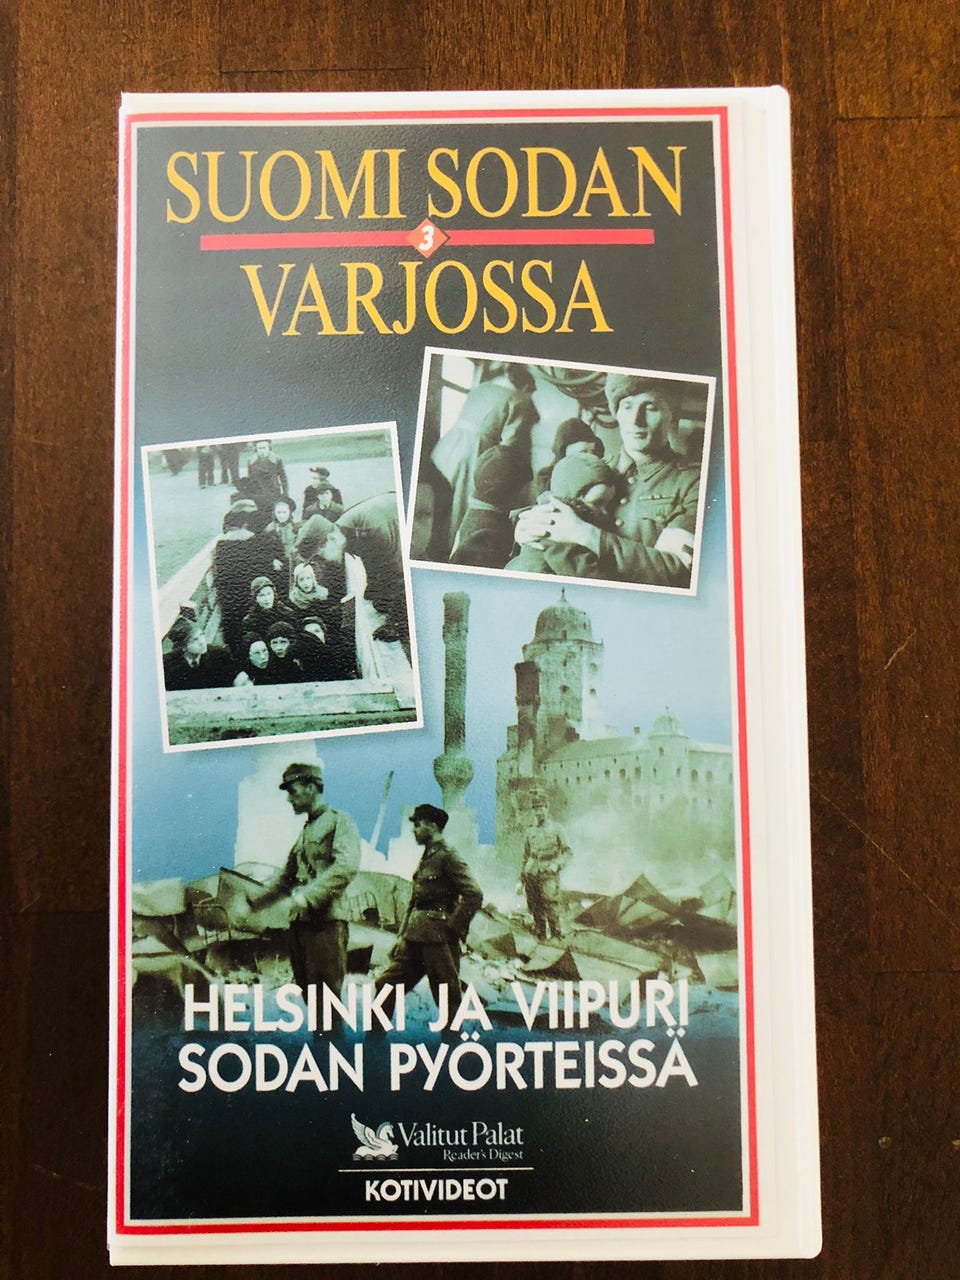 SUOMI SODAN
3
VARJOSSA
HELSINKI JA VIIPURI
SODAN PYÖRTEISSÄ
Valitut Palat
Reader's Digest
KOTIVIDEOT